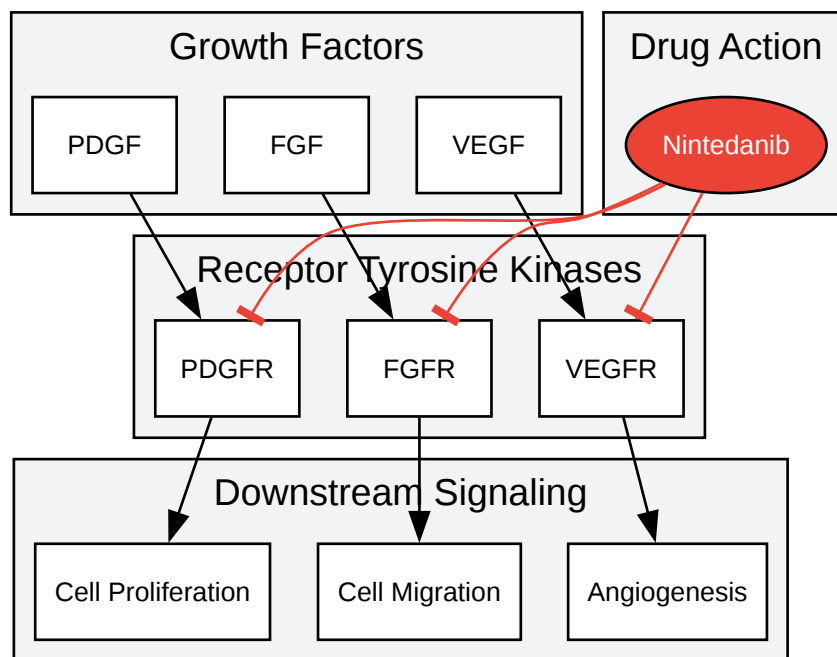 Growth Factors
Drug Action
PDGF
FGF
VEGF
Nintedanib
Receptor Tyrosine Kinases
PDGFR
FGFR
VEGFR
Downstream Signaling
Cell Proliferation
Cell Migration
Angiogenesis